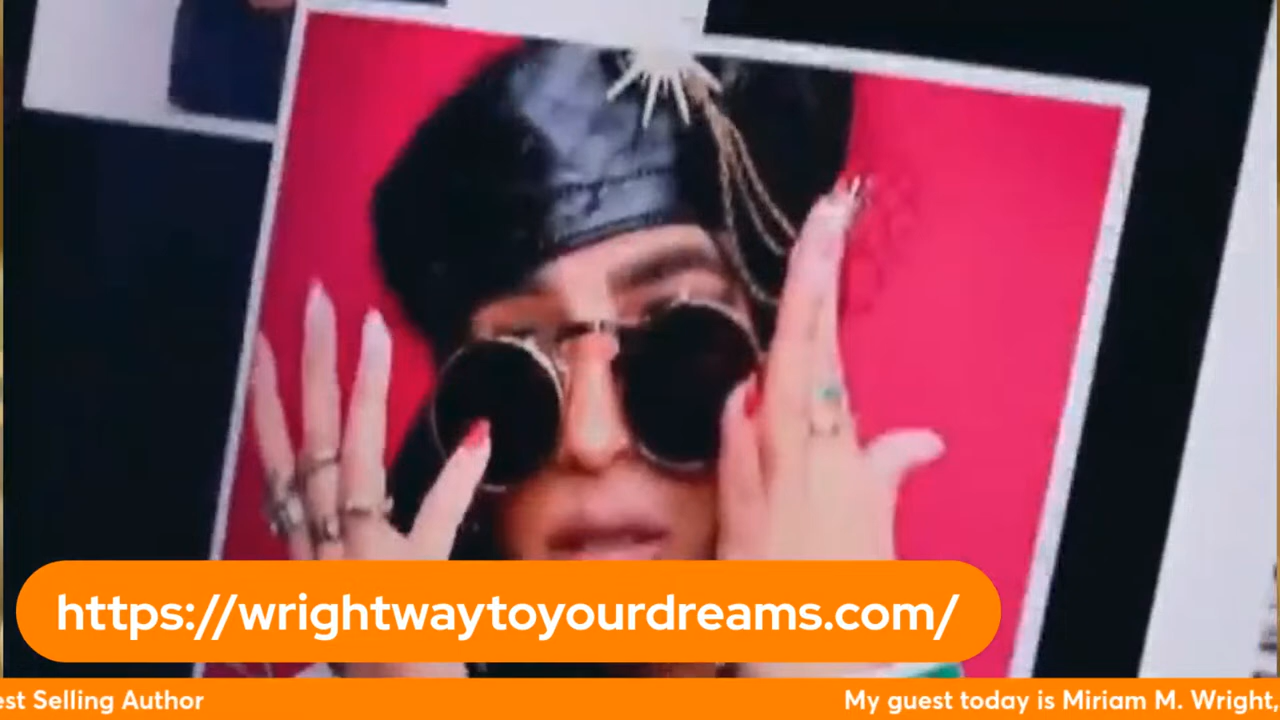 https://wrightwaytoyourdreams.com/
est Selling Author
My guest today is Miriam M. Wright,